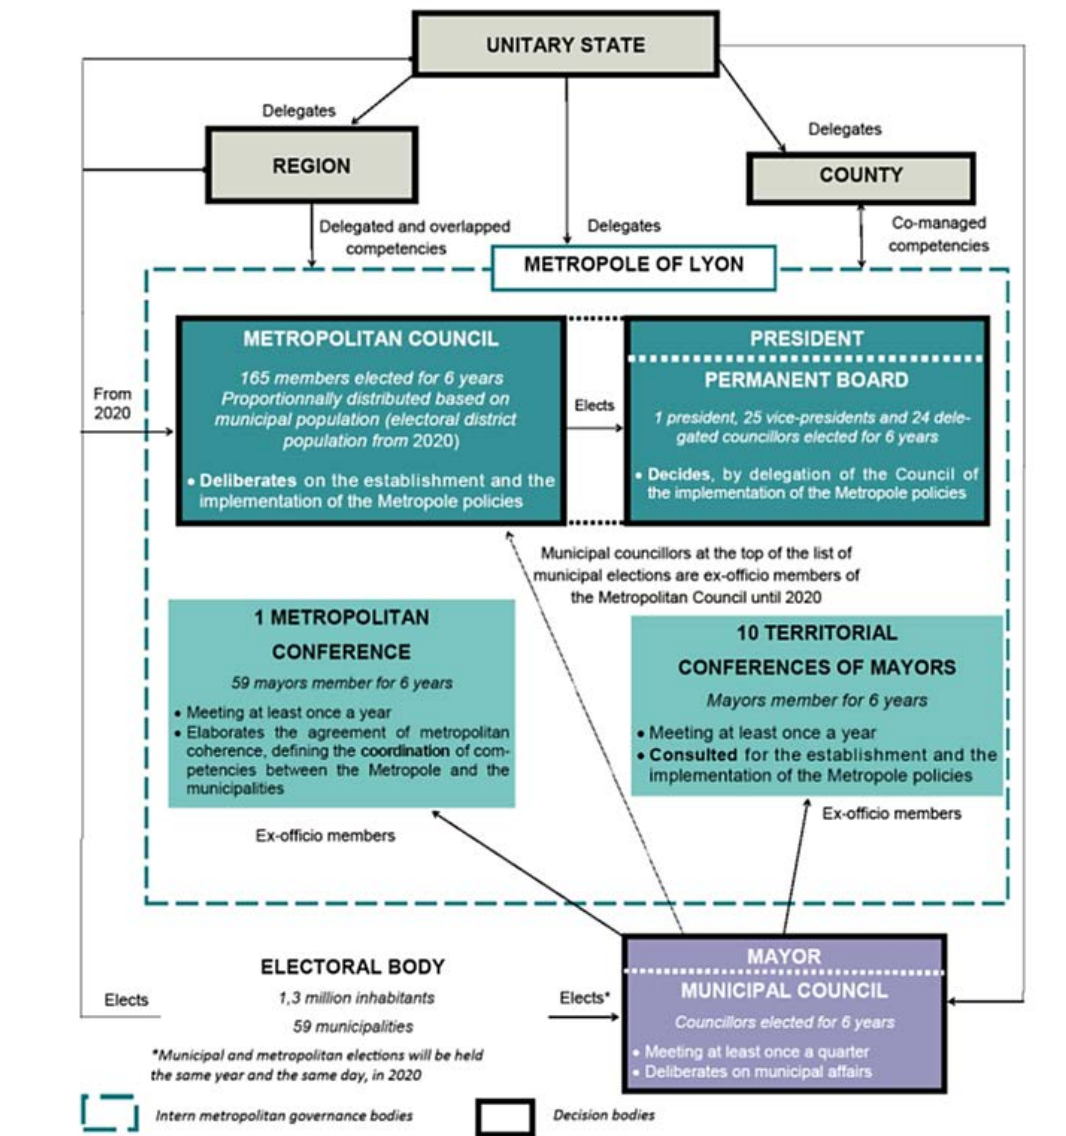 UNITARY STATE
Delegates
Delegates
REGION
COUNTY
Delegated and overlapped
competencies
Delegates
Co-managed
competencies
METROPOLE OF LYON
METROPOLITAN COUNCIL
165 members elected for 6 years
Proportionnally distributed based on
municipal population (electoral district
population from 2020)
• Deliberates on the establishment and the
implementation of the Metropole policies
From
2020
Elects
PRESIDENT
PERMANENT BOARD
1 president, 25 vice-presidents and 24 dele-
gated councillors elected for 6 years
• Decides, by delegation of the Council of
the implementation of the Metropole policies
Municipal councillors at the top of the list of
municipal elections are ex-officio members of
the Metropolitan Council until 2020
1 METROPOLITAN
CONFERENCE
59 mayors member for 6 years
• Meeting at least once a year
• Elaborates the agreement of metropolitan
coherence, defining the coordination of com-
petencies between the Metropole and the
municipalities
10 TERRITORIAL
CONFERENCES OF MAYORS
Mayors member for 6 years
• Meeting at least once a year
• Consulted for the establishment and the
implementation of the Metropole policies
Ex-officio members
Ex-officio members
ELECTORAL BODY
1,3 million inhabitants
59 municipalities
*Municipal and metropolitan elections will be held
the same year and the same day, in 2020
Elects
Elects*
MAYOR
MUNICIPAL COUNCIL
Councillors elected for 6 years
• Meeting at least once a quarter
• Deliberates on municipal affairs
Intern metropolitan governance bodies
Decision bodies